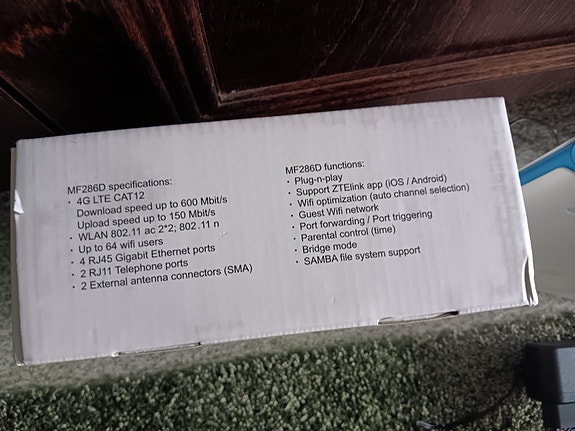 MF286D specifications:
· 4G LTE CAT12
Download speed up to 600 Mbit/s
Upload speed up to 150 Mbit/s
· WLAN 802.11 ac 2*2; 802.11 n
· Up to 64 wifi users
· 4 RJ45 Gigabit Ethernet ports
· 2 RJ11 Telephone ports
· 2 External antenna connectors (SMA)
MF286D functions:
· Plug-n-play
· Support ZTElink app (iOS / Android)
· Wifi optimization (auto channel selection)
· Guest Wifi network
· Port forwarding / Port triggering
· Parental control (time)
· Bridge mode
· SAMBA file system support